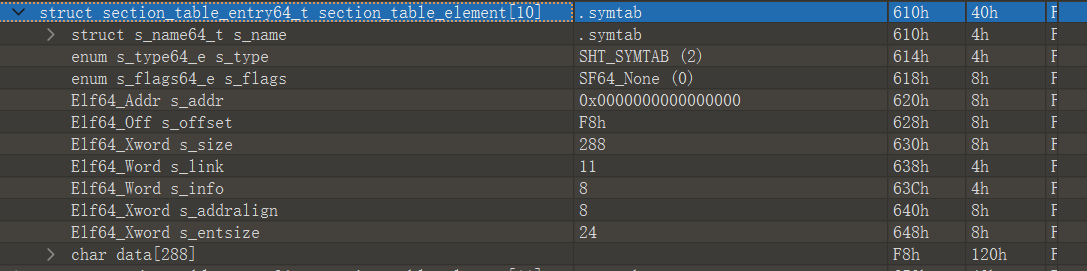 struct section_table_entry64_t section_table_element[10] .symtab 610h 40h F
struct s_name64_t s_name .symtab 610h 4h F
enum s_type64_e s_type SHT_SYMTAB (2) 614h 4h F
enum s_flags64_e s_flags SF64_None (0) 618h 8h F
Elf64_Addr s_addr 0x0000000000000000 620h 8h F
Elf64_Off s_offset F8h 628h 8h F
Elf64_Xword s_size 288 630h 8h F
Elf64_Word s_link 11 638h 4h F
Elf64_Word s_info 8 63Ch 4h F
Elf64_Xword s_addralign 8 640h 8h F
Elf64_Xword s_entsize 24 648h 8h F
char data[288] F8h 120h F